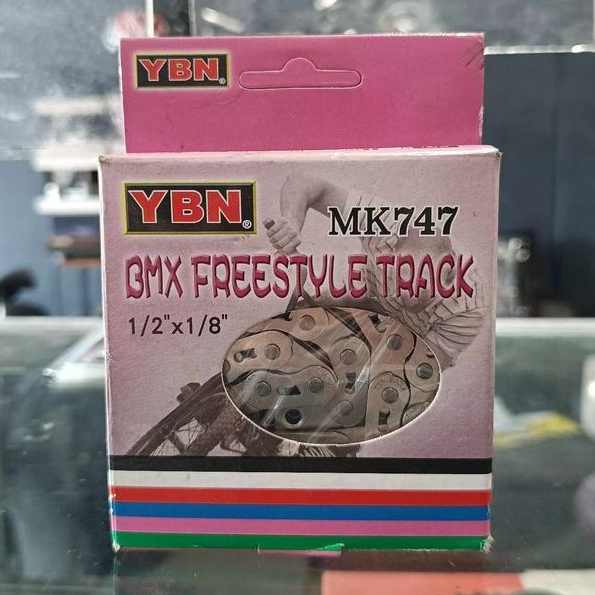 YBN®
YBN®
MK747
BMX FREESTYLE TRACK
1/2"x1/8"